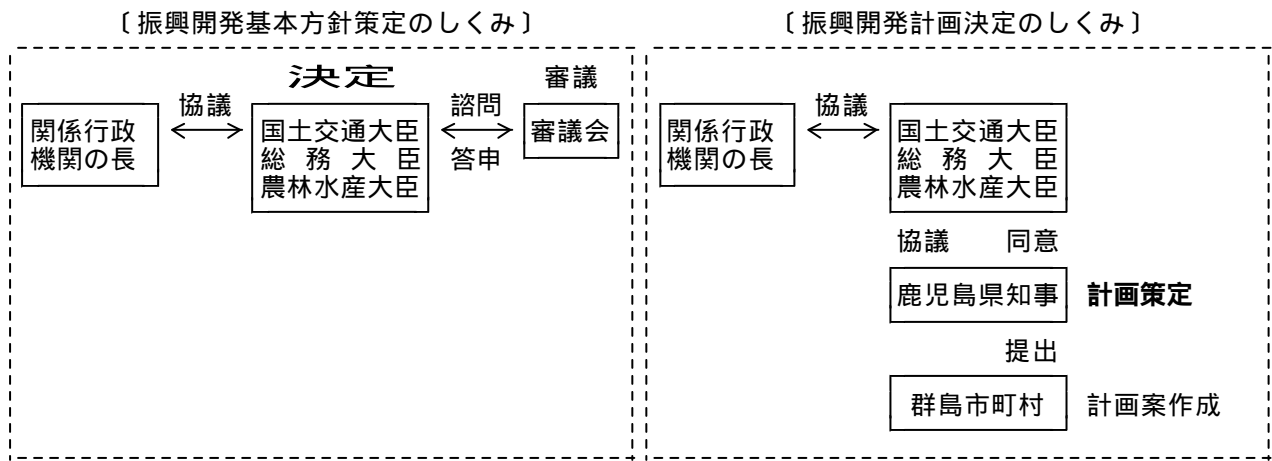 〔振興開発基本方針策定のしくみ〕
決定
審議
関係行政
機関の長
協議
国土交通大臣
総務大臣
農林水産大臣
諮問
答申
審議会
〔振興開発計画決定のしくみ〕
関係行政
機関の長
協議
国土交通大臣
総務大臣
農林水産大臣
協議 同意
鹿児島県知事 計画策定
提出
群島市町村 計画案作成